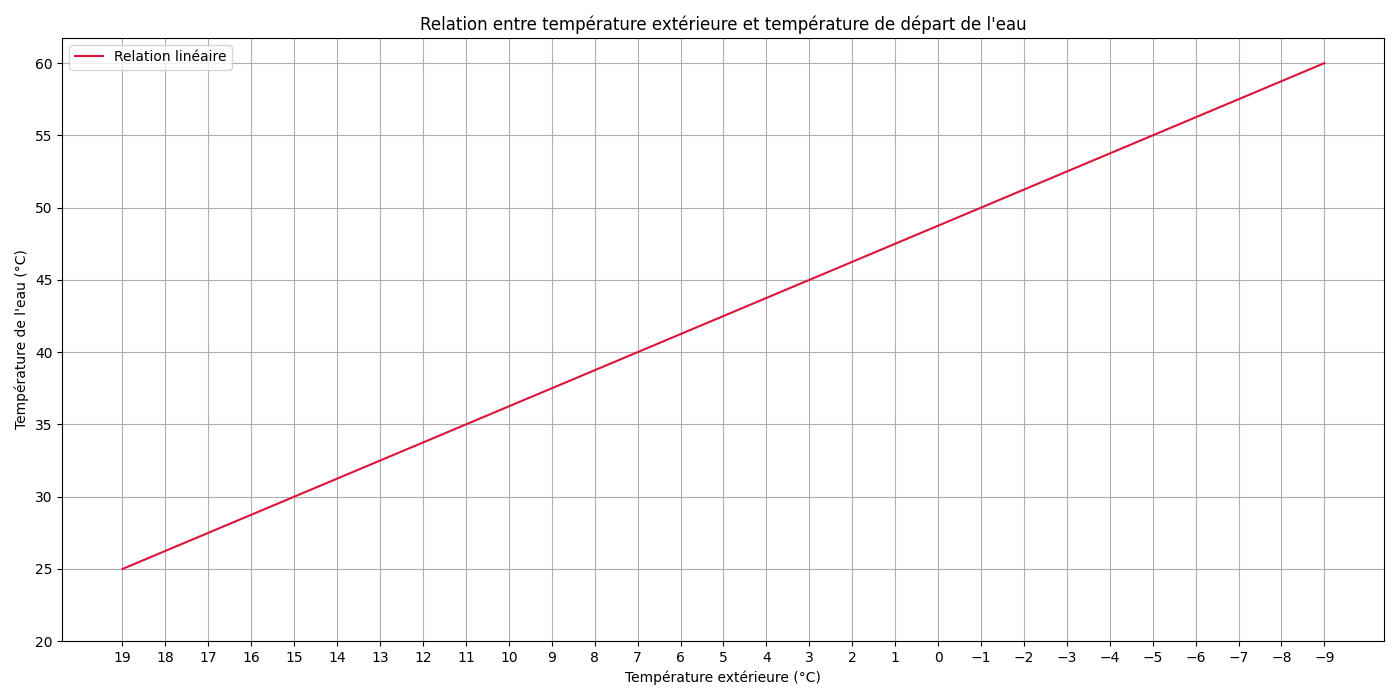 Relation entre température extérieure et température de départ de l'eau
Relation linéaire
Température de l'eau (°C)
60
55
50
45
40
35
30
25
20
19 18 17 16 15 14 13 12 11 10 9 8 7 6 5 4 3 2 1 0 −1 −2 −3 −4 −5 −6 −7 −8 −9
Température extérieure (°C)